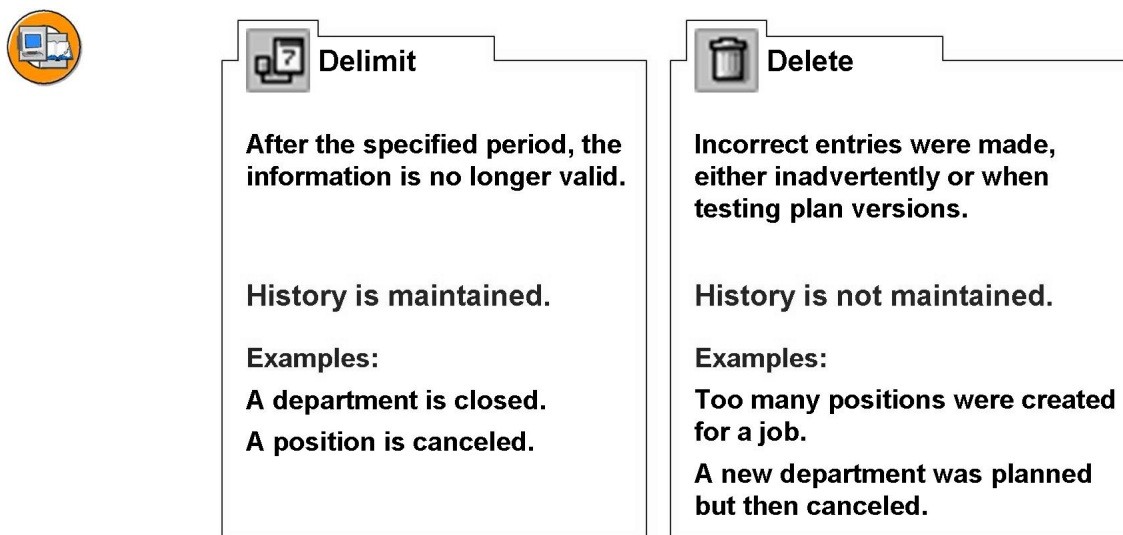 Delimit
After the specified period, the
information is no longer valid.
History is maintained.
Examples:
A department is closed.
A position is canceled.
Delete
Incorrect entries were made,
either inadvertently or when
testing plan versions.
History is not maintained.
Examples:
Too many positions were created
for a job.
A new department was planned
but then canceled.